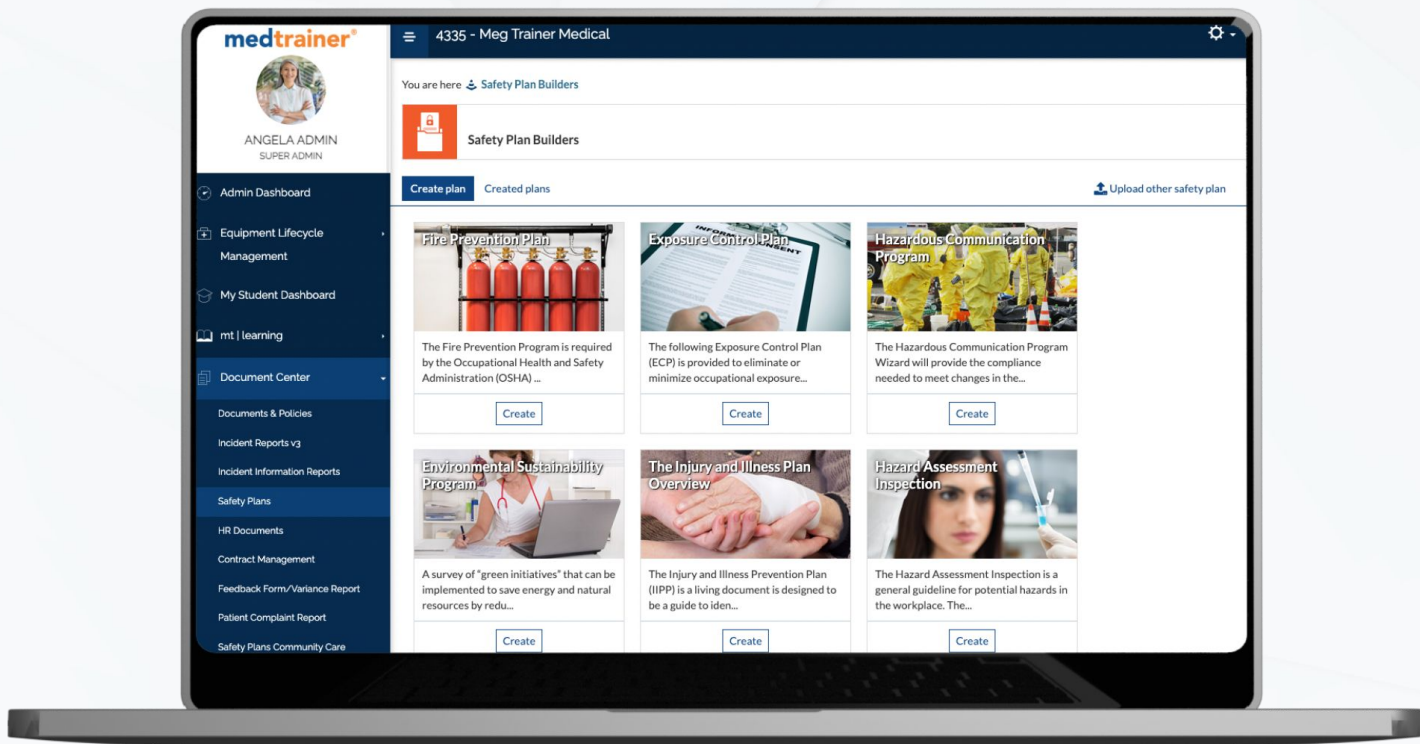 medtrainer®
ANGELA ADMIN
SUPER ADMIN
Admin Dashboard
Equipment Lifecycle
Management
My Student Dashboard
mt | learning
Document Center
Documents & Policies
Incident Reports v3
Incident Information Reports
Safety Plans
HR Documents
Contract Management
Feedback Form/Variance Report
Patient Complaint Report
Safety Plans Community Care
4335 - Meg Trainer Medical
You are here Safety Plan Builders
Safety Plan Builders
Create plan Created plans Upload other safety plan
Fire Prevention Plan
The Fire Prevention Program is required
by the Occupational Health and Safety
Administration (OSHA) ...
Create
Exposure Control Plan
The following Exposure Control Plan
(ECP) is provided to eliminate or
minimize occupational exposure...
Create
Hazardous Communication
Program
The Hazardous Communication Program
Wizard will provide the compliance
needed to meet changes in the...
Create
Environmental Sustainability
Program
A survey of "green initiatives" that can be
implemented to save energy and natural
resources by redu...
Create
The Injury and Illness Plan
Overview
The Injury and Illness Prevention Plan
(IIPP) is a living document is designed to
be a guide to iden...
Create
Hazard Assessment
Inspection
The Hazard Assessment Inspection is a
general guideline for potential hazards in
the workplace. The...
Create